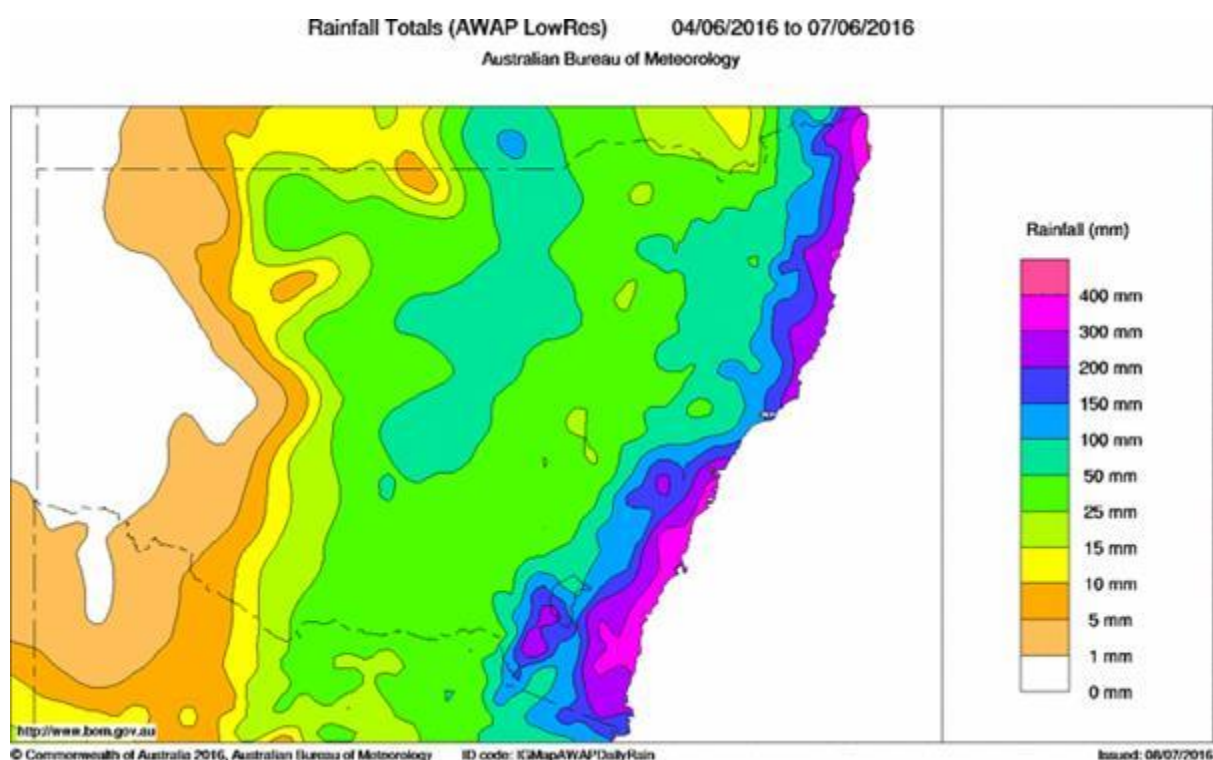 Rainfall Totals (AWAP LowRes) 04/06/2016 to 07/06/2016
Australian Bureau of Meteorology
Rainfall (mm)
400 mm
300 mm
200 mm
150 mm
100 mm
50 mm
25 mm
15 mm
10 mm
5 mm
1 mm
0 mm
http://www.bom.gov.au
© Commonwealth of Australia 2016, Australian Bureau of Meteorology ID code: IGMapAWAPDailyRain Issued: 08/07/2016